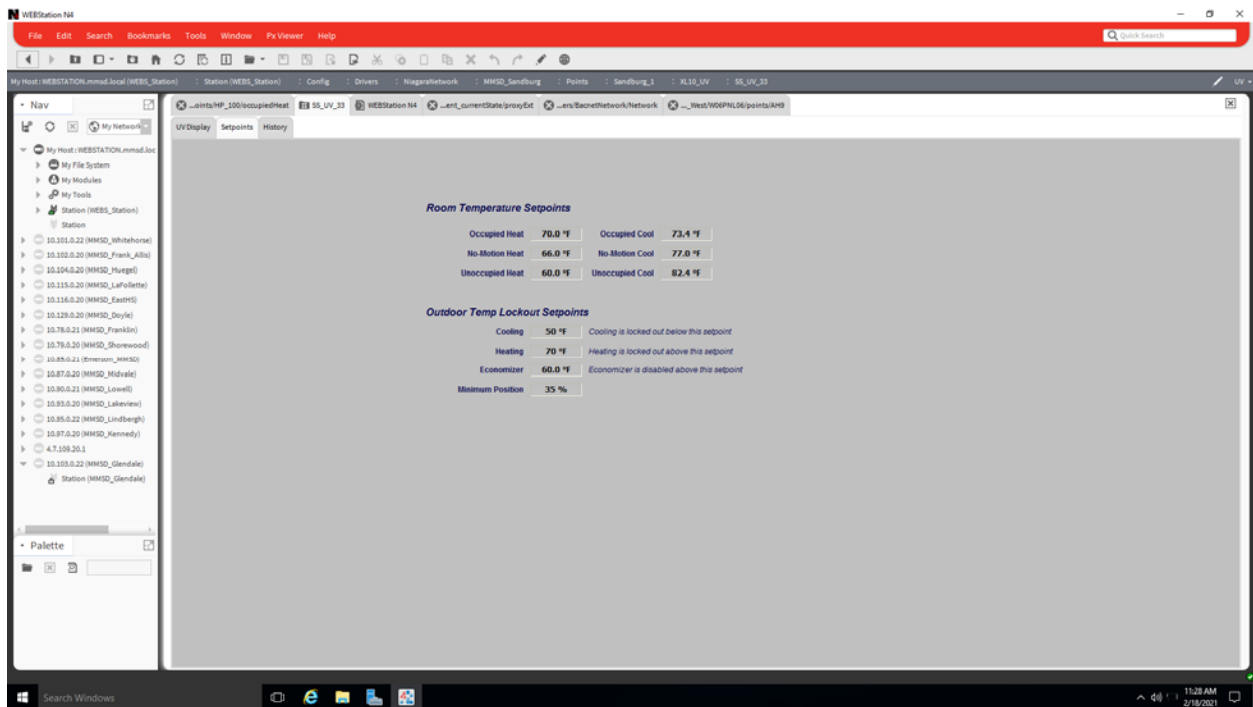 WEBStation N4
File Edit Search Bookmarks Tools Window Px Viewer Help
Quick Search
My Host : WEBSTATION.mmsd.local (WEBS_Station) : Station (WEBS_Station) : Config : Drivers : NiagaraNetwork : MMSD_Sandburg : Points : Sandburg_1 : XL10_UV : SS_UV_33
UV
Nav
...oints/HP_100/occupiedHeat SS_UV_33 WEBStation N4 ...ent_currentState/proxyExt ...ers/BacnetNetwork/Network ..._West/W06PNL06/points/AH9
My Network
UV Display Setpoints History
My Host : WEBSTATION.mmsd.loc
My File System
My Modules
My Tools
Station (WEBS_Station)
Station
10.101.0.22 (MMSD_Whitehorse)
10.102.0.20 (MMSD_Frank_Allis)
10.104.0.20 (MMSD_Huegel)
10.115.0.20 (MMSD_LaFollette)
10.116.0.20 (MMSD_EastHS)
10.129.0.20 (MMSD_Doyle)
10.78.0.21 (MMSD_Franklin)
10.79.0.20 (MMSD_Shorewood)
10.85.0.21 (Emerson_MMSD)
10.87.0.20 (MMSD_Midvale)
10.90.0.21 (MMSD_Lowell)
10.93.0.20 (MMSD_Lakeview)
10.95.0.22 (MMSD_Lindbergh)
10.97.0.20 (MMSD_Kennedy)
4.7.109.20.1
10.103.0.22 (MMSD_Glendale)
Station (MMSD_Glendale)
Palette
Room Temperature Setpoints
Occupied Heat 70.0 °F Occupied Cool 73.4 °F
No-Motion Heat 66.0 °F No-Motion Cool 77.0 °F
Unoccupied Heat 60.0 °F Unoccupied Cool 82.4 °F
Outdoor Temp Lockout Setpoints
Cooling 50 °F Cooling is locked out below this setpoint
Heating 70 °F Heating is locked out above this setpoint
Economizer 60.0 °F Economizer is disabled above this setpoint
Minimum Position 35 %
Search Windows
11:28 AM
2/18/2021